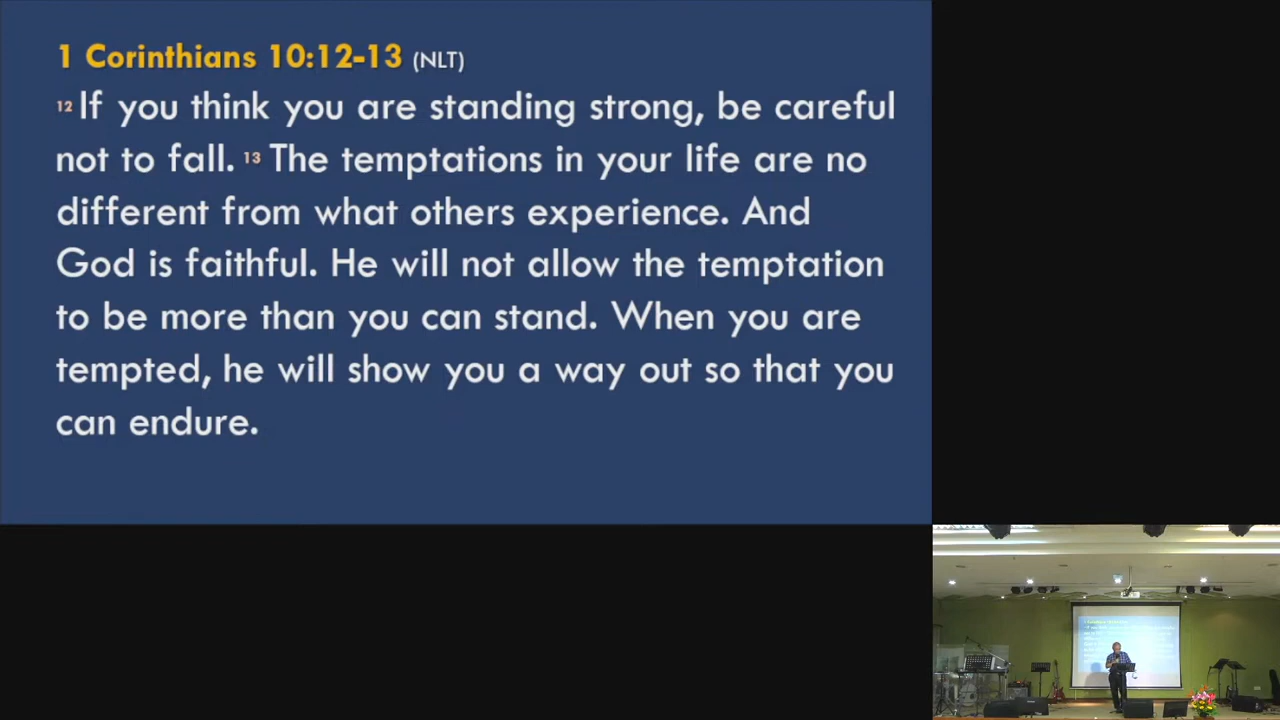 1 Corinthians 10:12-13 (NLT)
12 If you think you are standing strong, be careful
not to fall. 13 The temptations in your life are no
different from what others experience. And
God is faithful. He will not allow the temptation
to be more than you can stand. When you are
tempted, he will show you a way out so that you
can endure.